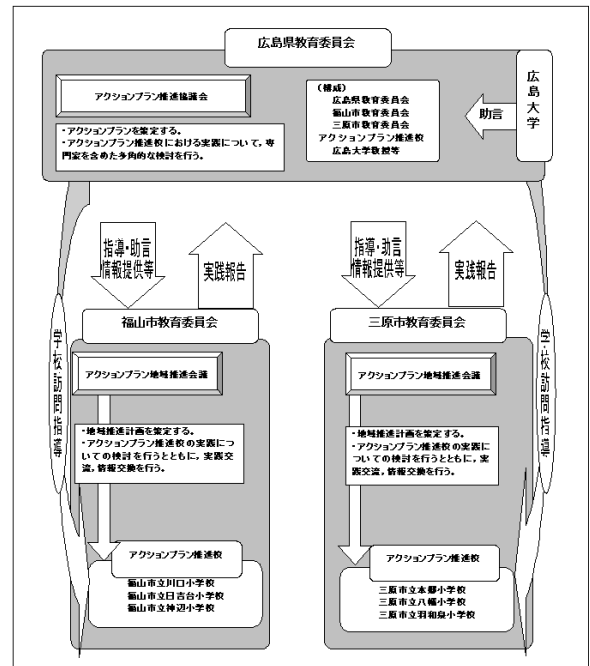 広島県教育委員会
アクションプラン推進協議会
・アクションプランを策定する。
・アクションプラン推進校における実践について，専
門家を含めた多角的な検討を行う。
（構成）
広島県教育委員会
福山市教育委員会
三原市教育委員会
アクションプラン推進校
広島大学教授等
助言
広島大学
指導・助言
情報提供等
実践報告
指導・助言
情報提供等
実践報告
学校訪問指導
福山市教育委員会
アクションプラン地域推進会議
・地域推進計画を策定する。
・アクションプラン推進校の実践につ
いての検討を行うとともに，実践交
流，情報交換を行う。
アクションプラン推進校
福山市立川口小学校
福山市立日吉台小学校
福山市立神辺小学校
三原市教育委員会
アクションプラン地域推進会議
・地域推進計画を策定する。
・アクションプラン推進校の実践に
ついての検討を行うとともに，実
践交流，情報交換を行う。
アクションプラン推進校
三原市立本郷小学校
三原市立八幡小学校
三原市立羽和泉小学校
学校訪問指導